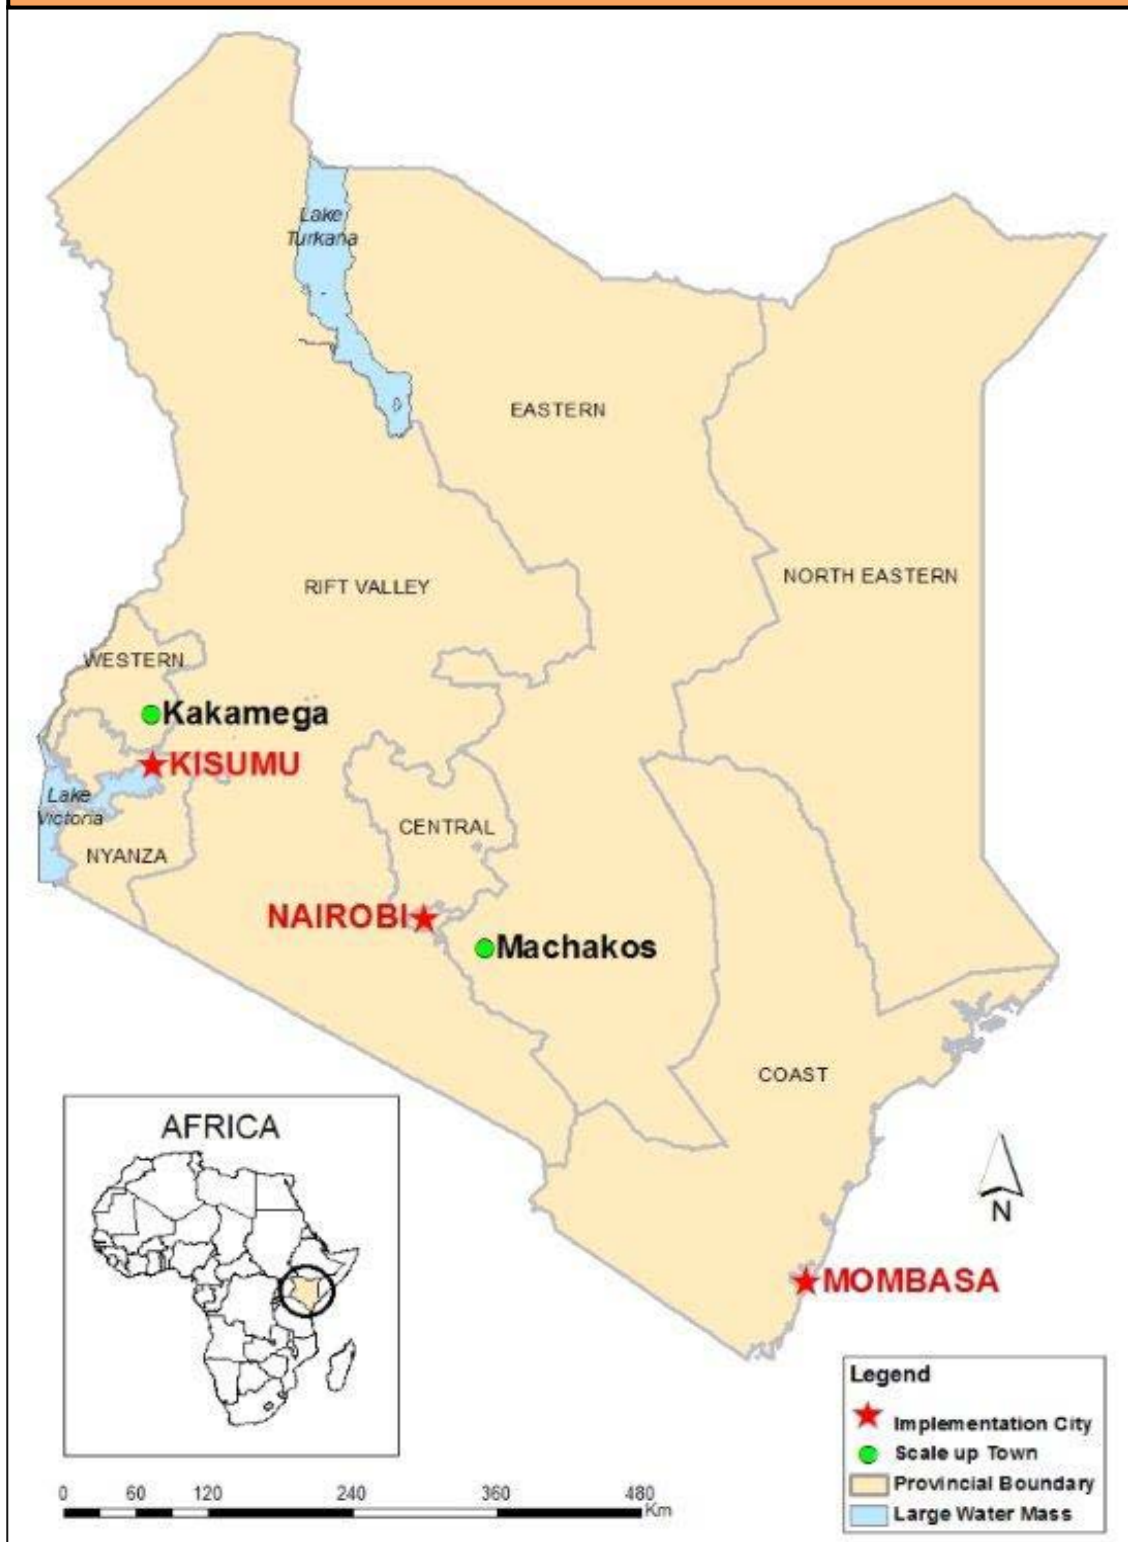 Lake
Turkana
EASTERN
NORTH EASTERN
RIFT VALLEY
WESTERN
Kakamega
KISUMU
Lake
Victoria
CENTRAL
NYANZA
NAIROBI
Machakos
COAST
AFRICA
N
MOMBASA
Legend
Implementation City
Scale up Town
Provincial Boundary
Large Water Mass
0 60 120 240 360 480
Km